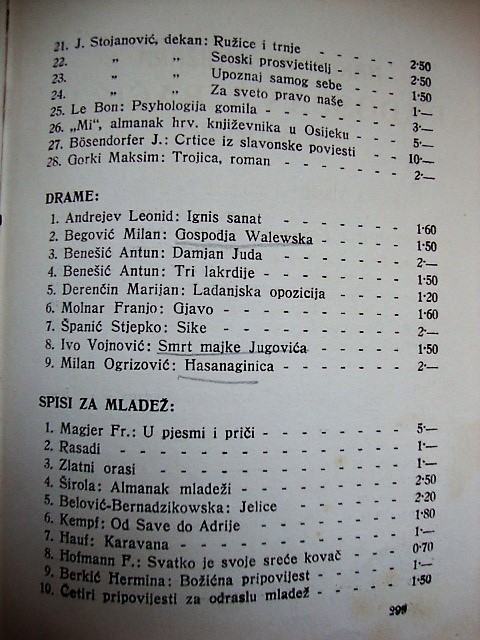 21. J. Stojanović, dekan: Ružice i trnje - - - - - 2·50
22. „ „ Seoski prosvjetitelj - - - - 2·50
23. „ „ Upoznaj samog sebe - - - 1·50
24. „ „ Za sveto pravo naše - - - 1·—
25. Le Bon: Psyhologija gomila - - - - - - - 3·—
26. „Mi“, almanak hrv. književnika u Osijeku - - - 5·—
27. Bösendorfer J.: Crtice iz slavonske povjesti - - 10·—
28. Gorki Maksim: Trojica, roman - - - - - - 2·—
DRAME:
1. Andrejev Leonid: Ignis sanat - - - - - - 1·60
2. Begović Milan: Gospodja Walewska - - - - 1·50
3. Benešić Antun: Damjan Juda - - - - - - 2·—
4. Benešić Antun: Tri lakrdije - - - - - - - 1·50
5. Derenčin Marijan: Ladanjska opozicija - - - - 1·20
6. Molnar Franjo: Gjavo - - - - - - - - 1·60
7. Španić Stjepko: Sike - - - - - - - - 2·—
8. Ivo Vojnović: Smrt majke Jugovića - - - - 1·50
9. Milan Ogrizović: Hasanaginica - - - - - - 2·—
SPISI ZA MLADEŽ:
1. Magjer Fr.: U pjesmi i priči - - - - - - - 5·—
2. Rasadi - - - - - - - - - - - 1·—
3. Zlatni orasi - - - - - - - - - - 1·—
4. Širola: Almanak mladeži - - - - - - - 2·50
5. Belović-Bernadzikowska: Jelice - - - - - 2·20
6. Kempf: Od Save do Adrije - - - - - - - 1·80
7. Hauf: Karavana - - - - - - - - - 1·—
8. Hofmann F.: Svatko je svoje sreće kovač - - - 0·70
9. Berkić Hermina: Božićna pripovijest - - - - 1·—
10. Četiri pripovijesti za odraslu mladež - - - - 1·50